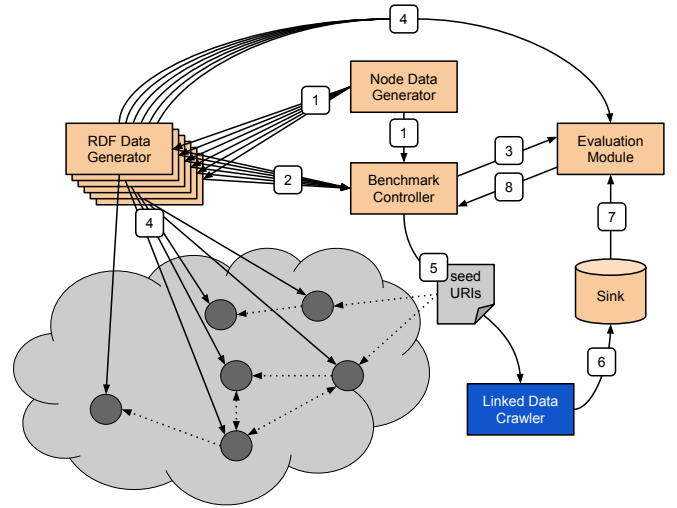 4
Node Data
Generator
1
1
RDF Data
Generator
3
Evaluation
Module
2
Benchmark
Controller
8
4
7
5
seed
URIs
Sink
6
Linked Data
Crawler